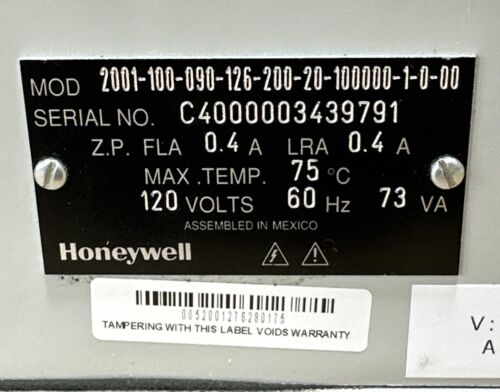 MOD 2001-100-090-126-200-20-100000-1-0-00
SERIAL NO. C4000003439791
Z.P. FLA 0.4 A LRA 0.4 A
MAX .TEMP. 75 °C
120 VOLTS 60 Hz 73 VA
ASSEMBLED IN MEXICO
Honeywell
0052001276280175
TAMPERING WITH THIS LABEL VOIDS WARRANTY
V:
A